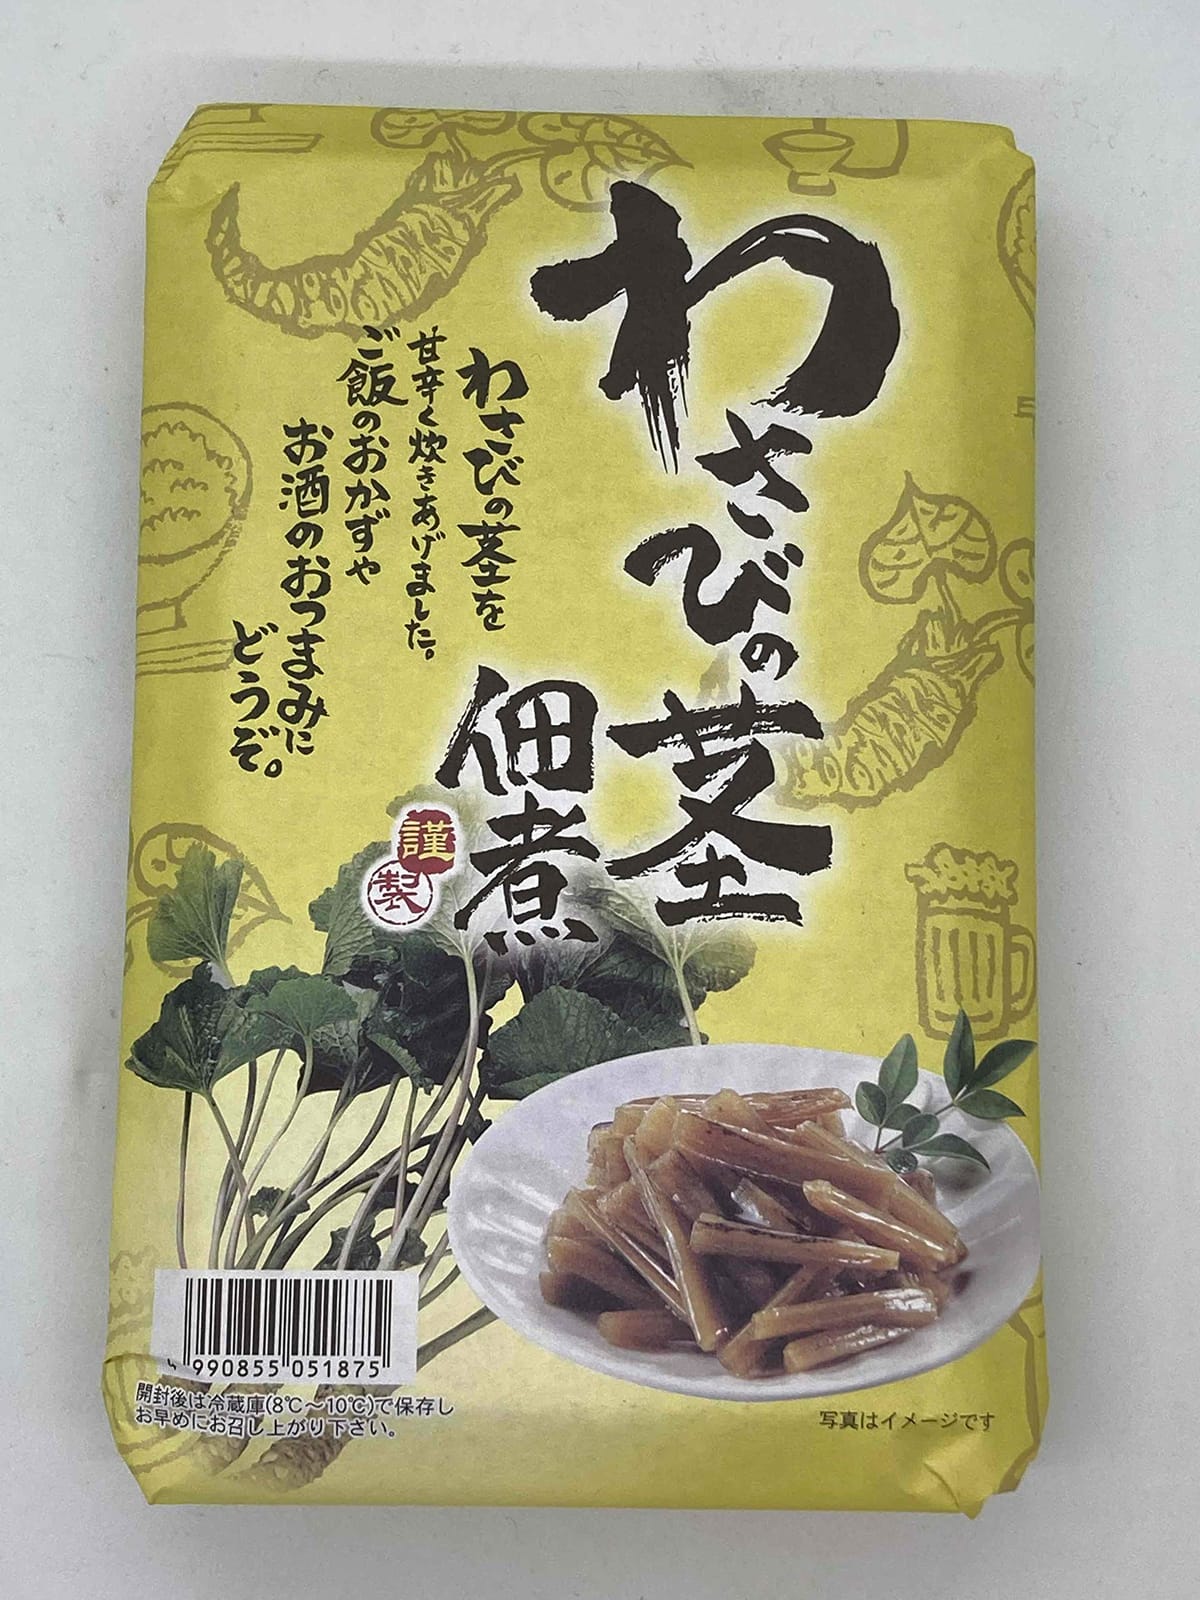 わさびの茎
佃煮
謹製
わさびの茎を
甘辛く炊きあげました。
ご飯のおかずや
お酒のおつまみに
どうぞ。
4 990855 051875
開封後は冷蔵庫(8℃～10℃)で保存し
お早めにお召し上がり下さい。
写真はイメージです